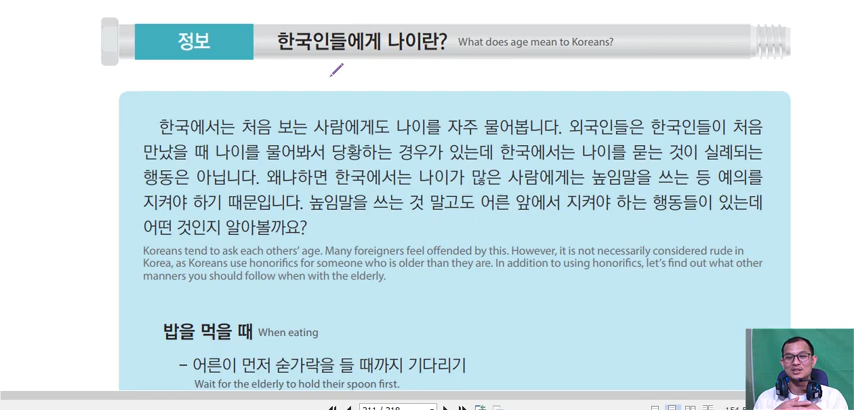 정보
한국인들에게 나이란? What does age mean to Koreans?
한국에서는 처음 보는 사람에게도 나이를 자주 물어봅니다. 외국인들은 한국인들이 처음
만났을 때 나이를 물어봐서 당황하는 경우가 있는데 한국에서는 나이를 묻는 것이 실례되는
행동은 아닙니다. 왜냐하면 한국에서는 나이가 많은 사람에게는 높임말을 쓰는 등 예의를
지켜야 하기 때문입니다. 높임말을 쓰는 것 말고도 어른 앞에서 지켜야 하는 행동들이 있는데
어떤 것인지 알아볼까요?
Koreans tend to ask each others' age. Many foreigners feel offended by this. However, it is not necessarily considered rude in
Korea, as Koreans use honorifics for someone who is older than they are. In addition to using honorifics, let's find out what other
manners you should follow when with the elderly.
밥을 먹을 때 When eating
– 어른이 먼저 숟가락을 들 때까지 기다리기
Wait for the elderly to hold their spoon first.
211 / 218